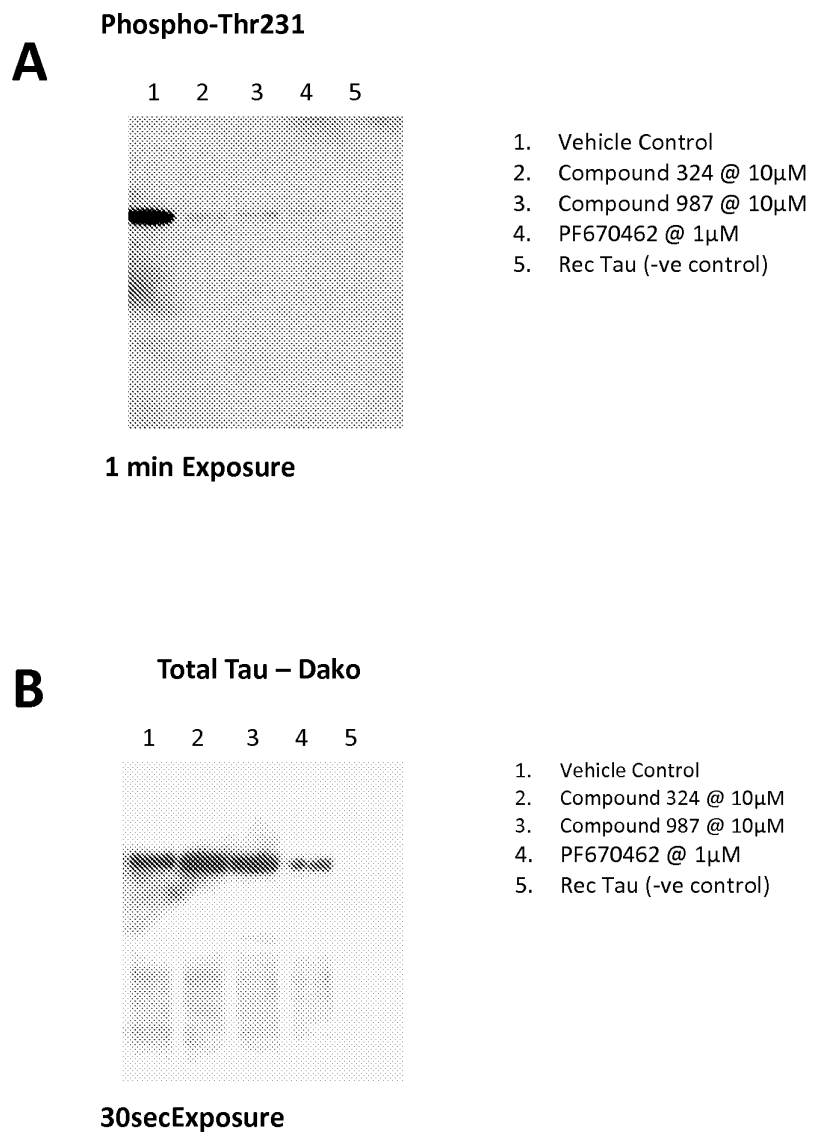 Phospho-Thr231
A
1 2 3 4 5
1. Vehicle Control
2. Compound 324 @ 10µM
3. Compound 987 @ 10µM
4. PF670462 @ 1µM
5. Rec Tau (-ve control)
1 min Exposure
Total Tau – Dako
B
1 2 3 4 5
1. Vehicle Control
2. Compound 324 @ 10µM
3. Compound 987 @ 10µM
4. PF670462 @ 1µM
5. Rec Tau (-ve control)
30secExposure